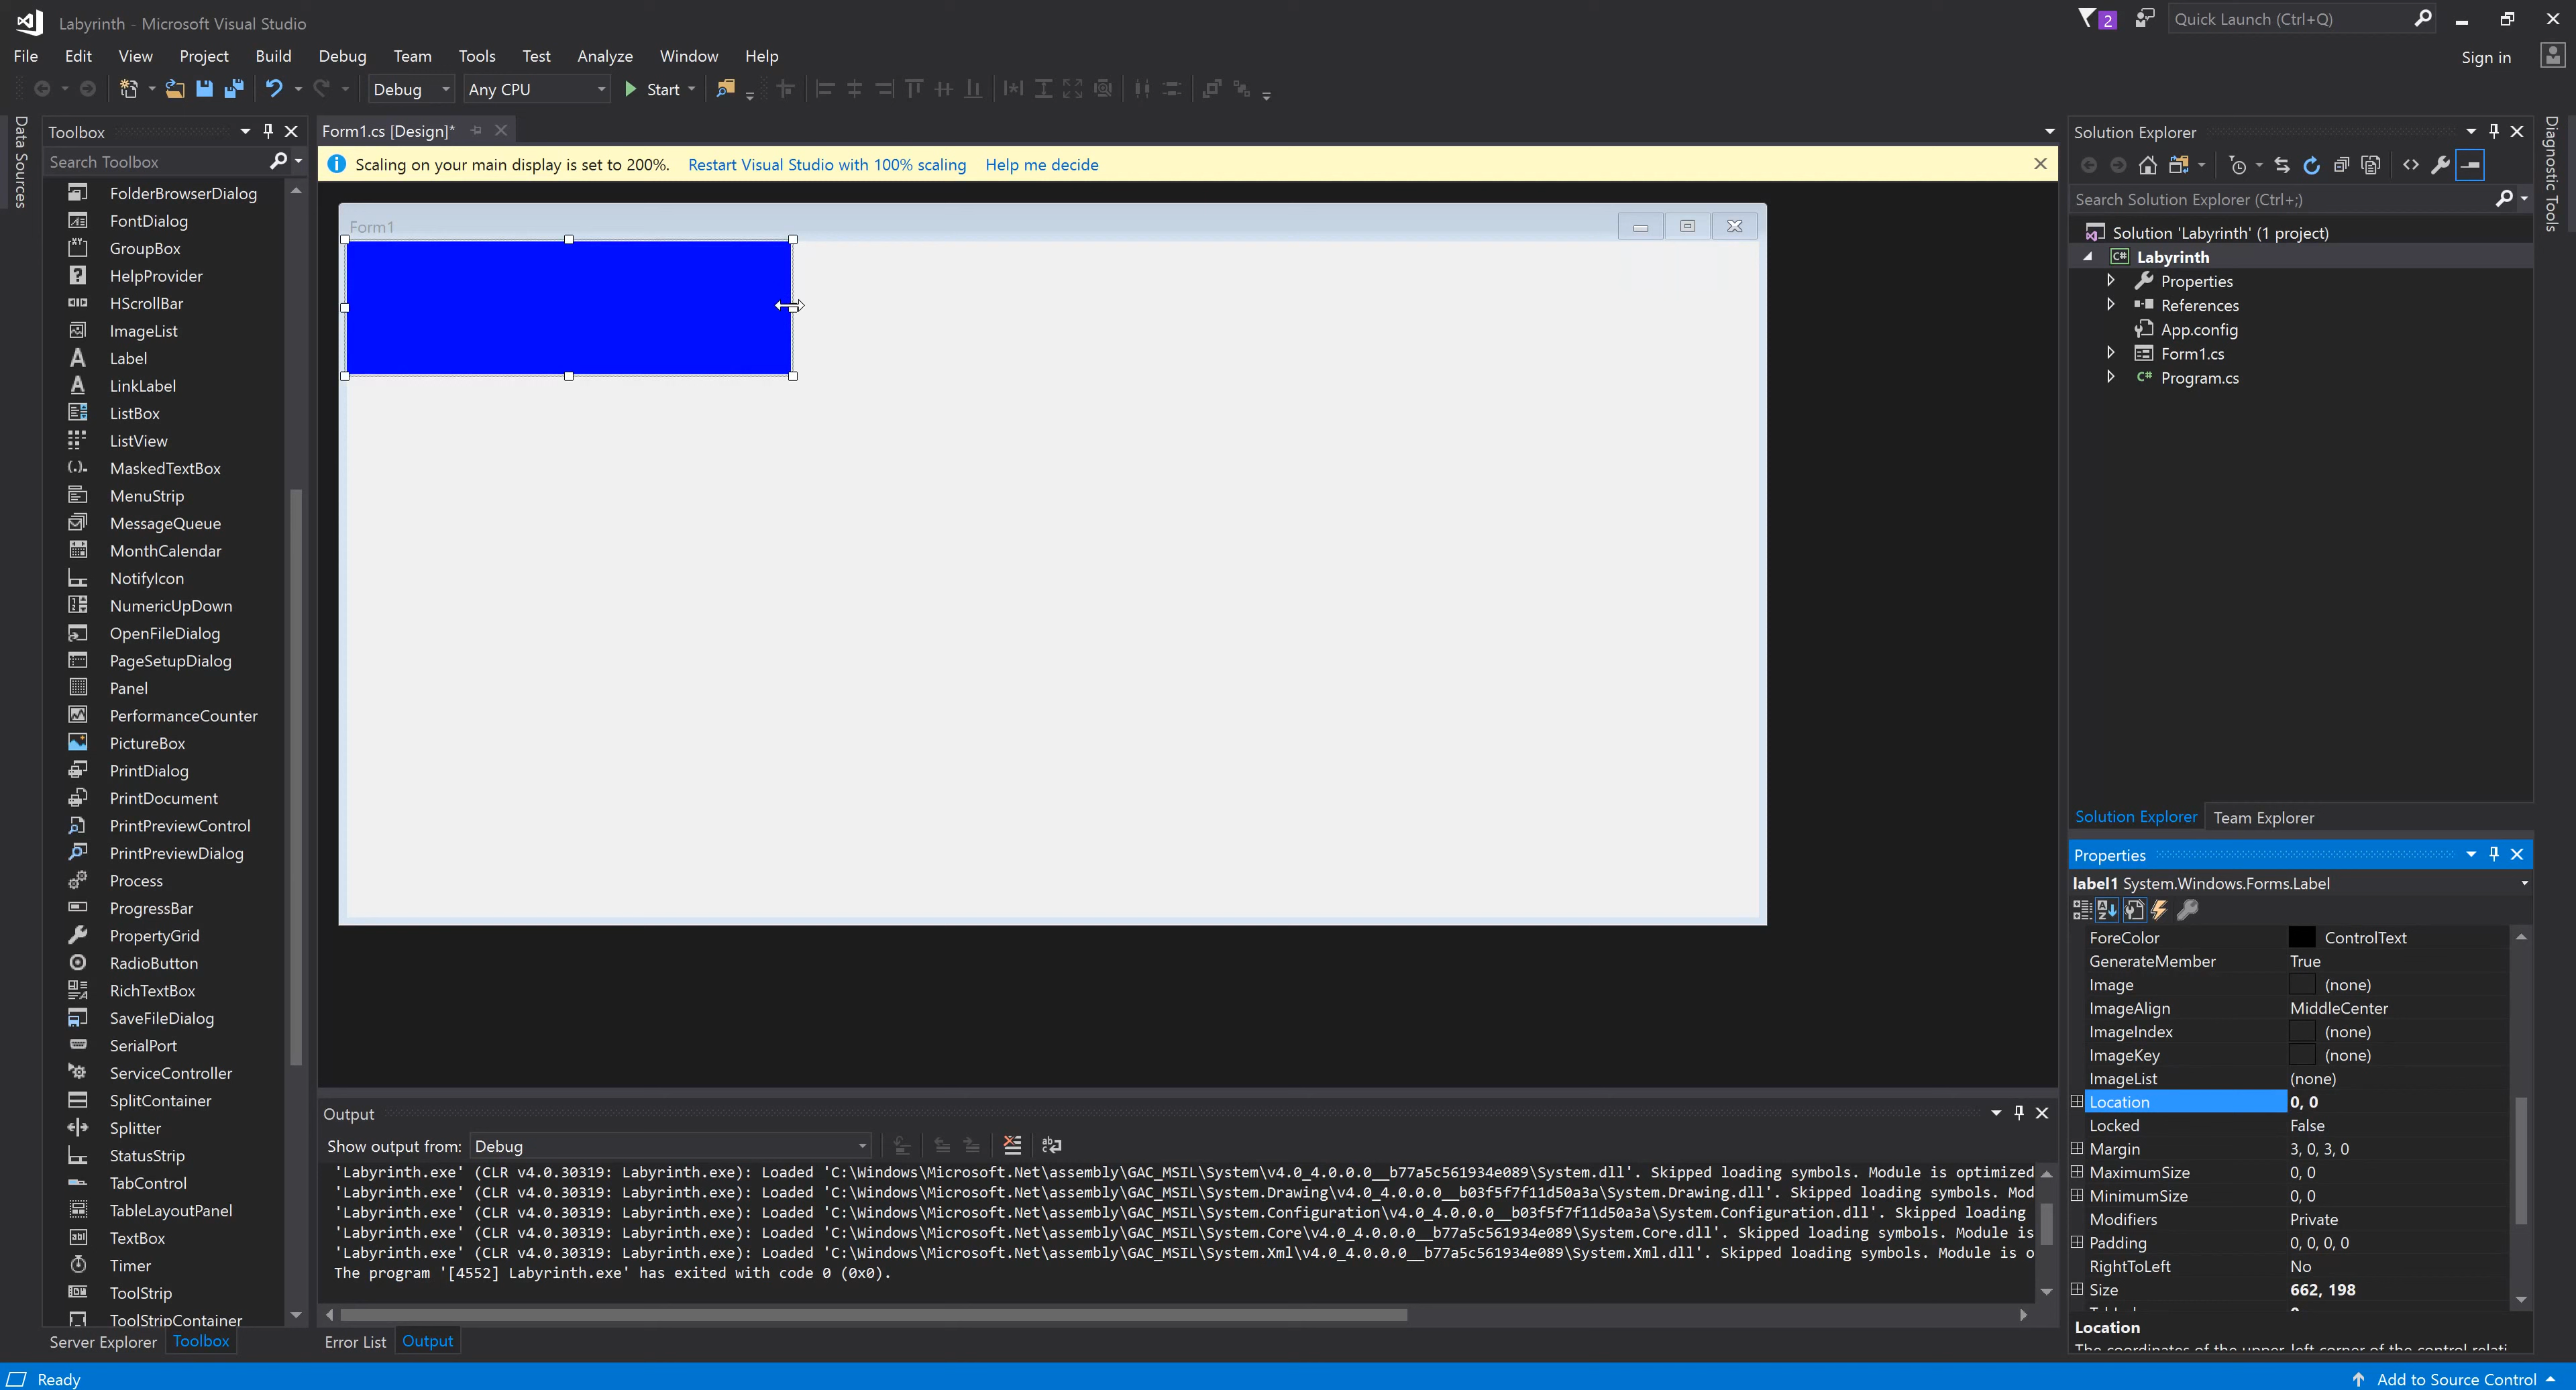 Labyrinth - Microsoft Visual Studio
2
Quick Launch (Ctrl+Q)
File Edit View Project Build Debug Team Tools Test Analyze Window Help
Sign in
Debug Any CPU Start
Data Sources
Toolbox
Search Toolbox
FolderBrowserDialog
FontDialog
GroupBox
HelpProvider
HScrollBar
ImageList
Label
LinkLabel
ListBox
ListView
MaskedTextBox
MenuStrip
MessageQueue
MonthCalendar
NotifyIcon
NumericUpDown
OpenFileDialog
PageSetupDialog
Panel
PerformanceCounter
PictureBox
PrintDialog
PrintDocument
PrintPreviewControl
PrintPreviewDialog
Process
ProgressBar
PropertyGrid
RadioButton
RichTextBox
SaveFileDialog
SerialPort
ServiceController
SplitContainer
Splitter
StatusStrip
TabControl
TableLayoutPanel
TextBox
Timer
ToolStrip
ToolStripContainer
Server Explorer Toolbox
Form1.cs [Design]*
Scaling on your main display is set to 200%. Restart Visual Studio with 100% scaling Help me decide
Form1
Output
Show output from: Debug
'Labyrinth.exe' (CLR v4.0.30319: Labyrinth.exe): Loaded 'C:\Windows\Microsoft.Net\assembly\GAC_MSIL\System\v4.0_4.0.0.0__b77a5c561934e089\System.dll'. Skipped loading symbols. Module is optimized
'Labyrinth.exe' (CLR v4.0.30319: Labyrinth.exe): Loaded 'C:\Windows\Microsoft.Net\assembly\GAC_MSIL\System.Drawing\v4.0_4.0.0.0__b03f5f7f11d50a3a\System.Drawing.dll'. Skipped loading symbols. Mod
'Labyrinth.exe' (CLR v4.0.30319: Labyrinth.exe): Loaded 'C:\Windows\Microsoft.Net\assembly\GAC_MSIL\System.Configuration\v4.0_4.0.0.0__b03f5f7f11d50a3a\System.Configuration.dll'. Skipped loading
'Labyrinth.exe' (CLR v4.0.30319: Labyrinth.exe): Loaded 'C:\Windows\Microsoft.Net\assembly\GAC_MSIL\System.Core\v4.0_4.0.0.0__b77a5c561934e089\System.Core.dll'. Skipped loading symbols. Module is
'Labyrinth.exe' (CLR v4.0.30319: Labyrinth.exe): Loaded 'C:\Windows\Microsoft.Net\assembly\GAC_MSIL\System.Xml\v4.0_4.0.0.0__b77a5c561934e089\System.Xml.dll'. Skipped loading symbols. Module is o
The program '[4552] Labyrinth.exe' has exited with code 0 (0x0).
Error List Output
Solution Explorer
Search Solution Explorer (Ctrl+;)
Solution 'Labyrinth' (1 project)
C# Labyrinth
Properties
References
App.config
Form1.cs
C# Program.cs
Solution Explorer Team Explorer
Properties
label1 System.Windows.Forms.Label
ForeColor ControlText
GenerateMember True
Image (none)
ImageAlign MiddleCenter
ImageIndex (none)
ImageKey (none)
ImageList (none)
Location 0, 0
Locked False
Margin 3, 0, 3, 0
MaximumSize 0, 0
MinimumSize 0, 0
Modifiers Private
Padding 0, 0, 0, 0
RightToLeft No
Size 662, 198
Location
The coordinates of the upper-left corner of the control relati
Diagnostic Tools
Ready
Add to Source Control